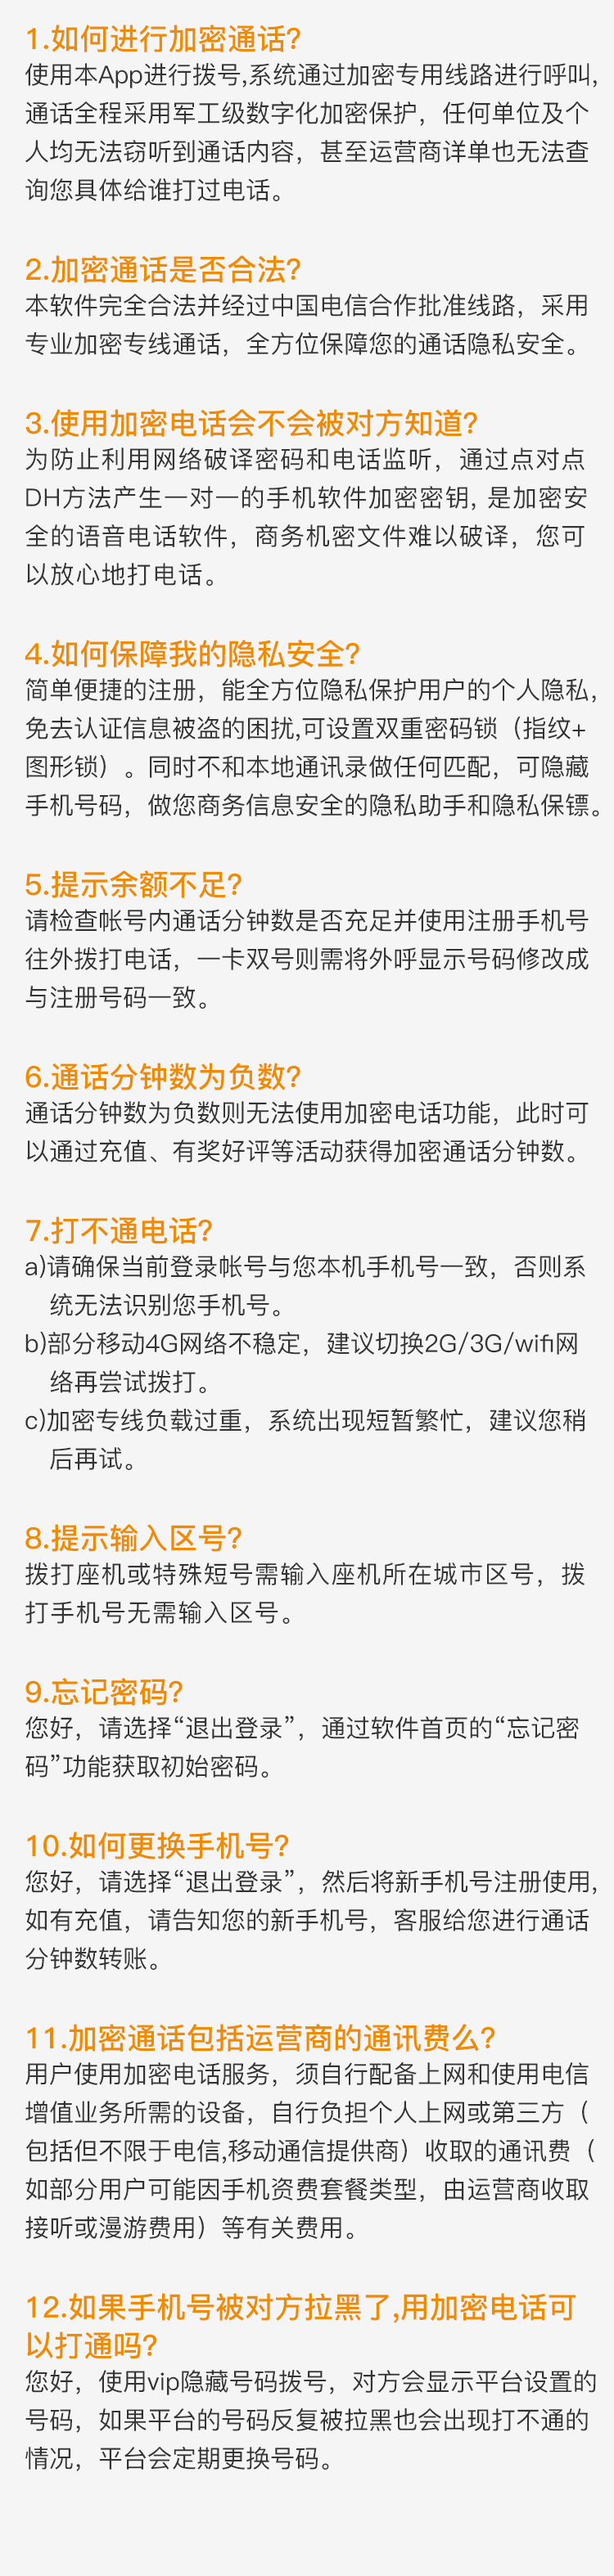 1.如何进行加密通话?
使用本App进行拨号,系统通过加密专用线路进行呼叫,
通话全程采用军工级数字化加密保护，任何单位及个
人均无法窃听到通话内容，甚至运营商详单也无法查
询您具体给谁打过电话。
2.加密通话是否合法?
本软件完全合法并经过中国电信合作批准线路，采用
专业加密专线通话，全方位保障您的通话隐私安全。
3.使用加密电话会不会被对方知道?
为防止利用网络破译密码和电话监听，通过点对点
DH方法产生一对一的手机软件加密密钥, 是加密安
全的语音电话软件，商务机密文件难以破译，您可
以放心地打电话。
4.如何保障我的隐私安全?
简单便捷的注册，能全方位隐私保护用户的个人隐私,
免去认证信息被盗的困扰,可设置双重密码锁（指纹+
图形锁）。同时不和本地通讯录做任何匹配，可隐藏
手机号码，做您商务信息安全的隐私助手和隐私保镖。
5.提示余额不足?
请检查帐号内通话分钟数是否充足并使用注册手机号
往外拨打电话，一卡双号则需将外呼显示号码修改成
与注册号码一致。
6.通话分钟数为负数?
通话分钟数为负数则无法使用加密电话功能，此时可
以通过充值、有奖好评等活动获得加密通话分钟数。
7.打不通电话?
a)请确保当前登录帐号与您本机手机号一致，否则系
统无法识别您手机号。
b)部分移动4G网络不稳定，建议切换2G/3G/wifi网
络再尝试拨打。
c)加密专线负载过重，系统出现短暂繁忙，建议您稍
后再试。
8.提示输入区号?
拨打座机或特殊短号需输入座机所在城市区号，拨
打手机号无需输入区号。
9.忘记密码?
您好，请选择“退出登录”，通过软件首页的“忘记密
码”功能获取初始密码。
10.如何更换手机号?
您好，请选择“退出登录”，然后将新手机号注册使用,
如有充值，请告知您的新手机号，客服给您进行通话
分钟数转账。
11.加密通话包括运营商的通讯费么?
用户使用加密电话服务，须自行配备上网和使用电信
增值业务所需的设备，自行负担个人上网或第三方（
包括但不限于电信,移动通信提供商）收取的通讯费（
如部分用户可能因手机资费套餐类型，由运营商收取
接听或漫游费用）等有关费用。
12.如果手机号被对方拉黑了,用加密电话可
以打通吗?
您好，使用vip隐藏号码拨号，对方会显示平台设置的
号码，如果平台的号码反复被拉黑也会出现打不通的
情况，平台会定期更换号码。